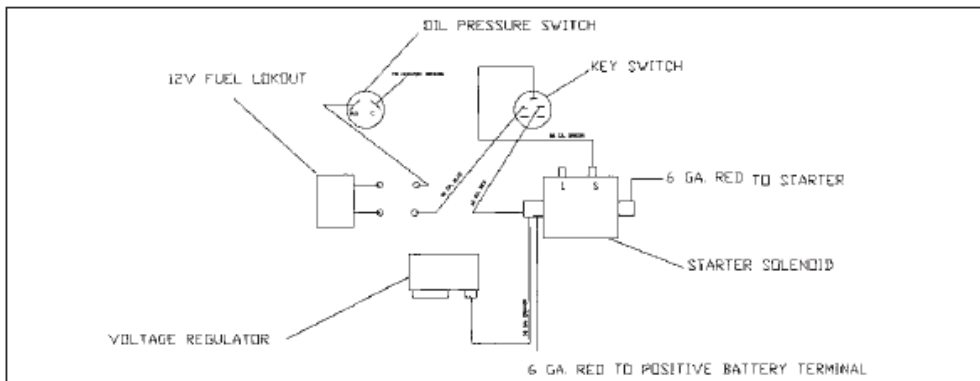 OIL PRESSURE SWITCH
KEY SWITCH
12V FUEL LOKOUT
L S
6 GA. RED TO STARTER
STARTER SOLENOID
VOLTAGE REGULATOR
6 GA. RED TO POSITIVE BATTERY TERMINAL